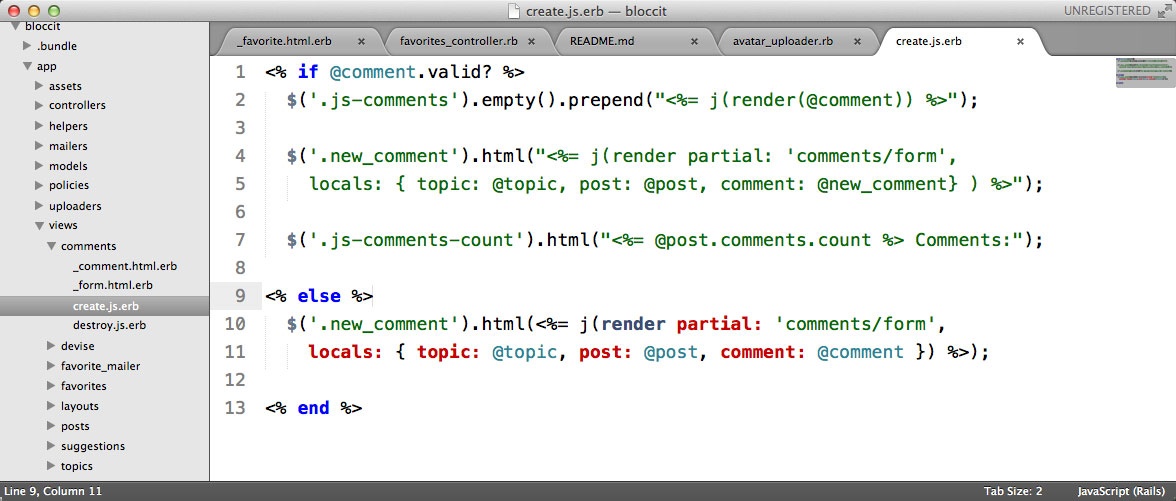 create.js.erb — bloccit
UNREGISTERED
bloccit
.bundle
app
assets
controllers
helpers
mailers
models
policies
uploaders
views
comments
_comment.html.erb
_form.html.erb
create.js.erb
destroy.js.erb
devise
favorite_mailer
favorites
layouts
posts
suggestions
topics
_favorite.html.erb × favorites_controller.rb × README.md × avatar_uploader.rb × create.js.erb ×
1 <% if @comment.valid? %>
2 $('.js-comments').empty().prepend("<%= j(render(@comment)) %>");
3
4 $('.new_comment').html("<%= j(render partial: 'comments/form',
5 locals: { topic: @topic, post: @post, comment: @new_comment} ) %>");
6
7 $('.js-comments-count').html("<%= @post.comments.count %> Comments:");
8
9 <% else %>
10 $('.new_comment').html(<%= j(render partial: 'comments/form',
11 locals: { topic: @topic, post: @post, comment: @comment }) %>);
12
13 <% end %>
Line 9, Column 11
Tab Size: 2
JavaScript (Rails)